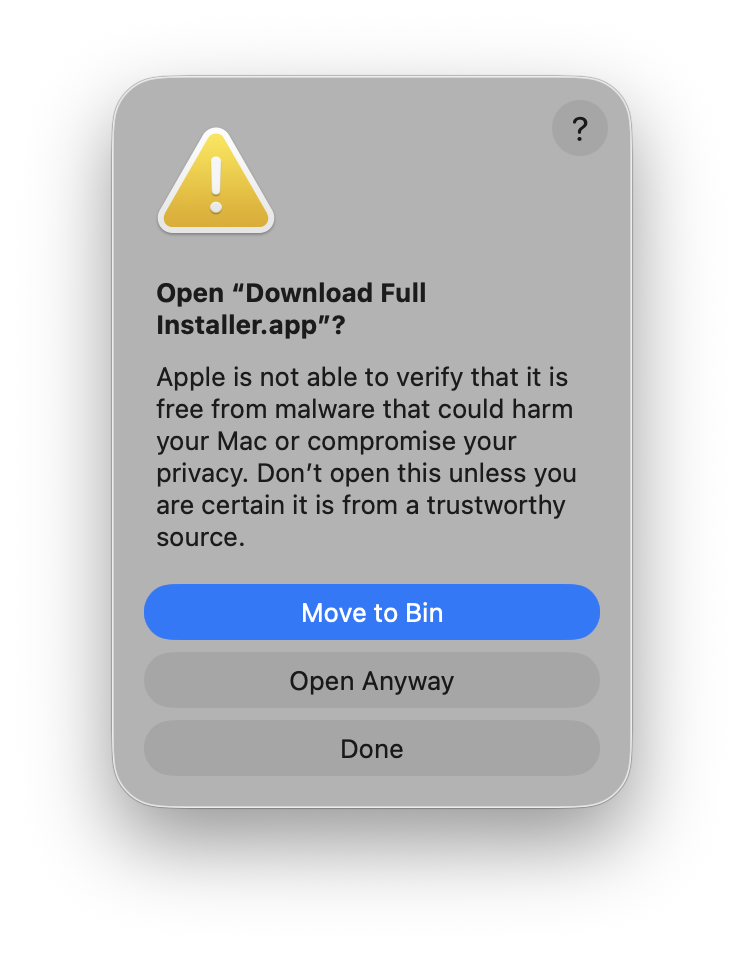 ?
Open “Download Full
Installer.app”?
Apple is not able to verify that it is
free from malware that could harm
your Mac or compromise your
privacy. Don’t open this unless you
are certain it is from a trustworthy
source.
Move to Bin
Open Anyway
Done